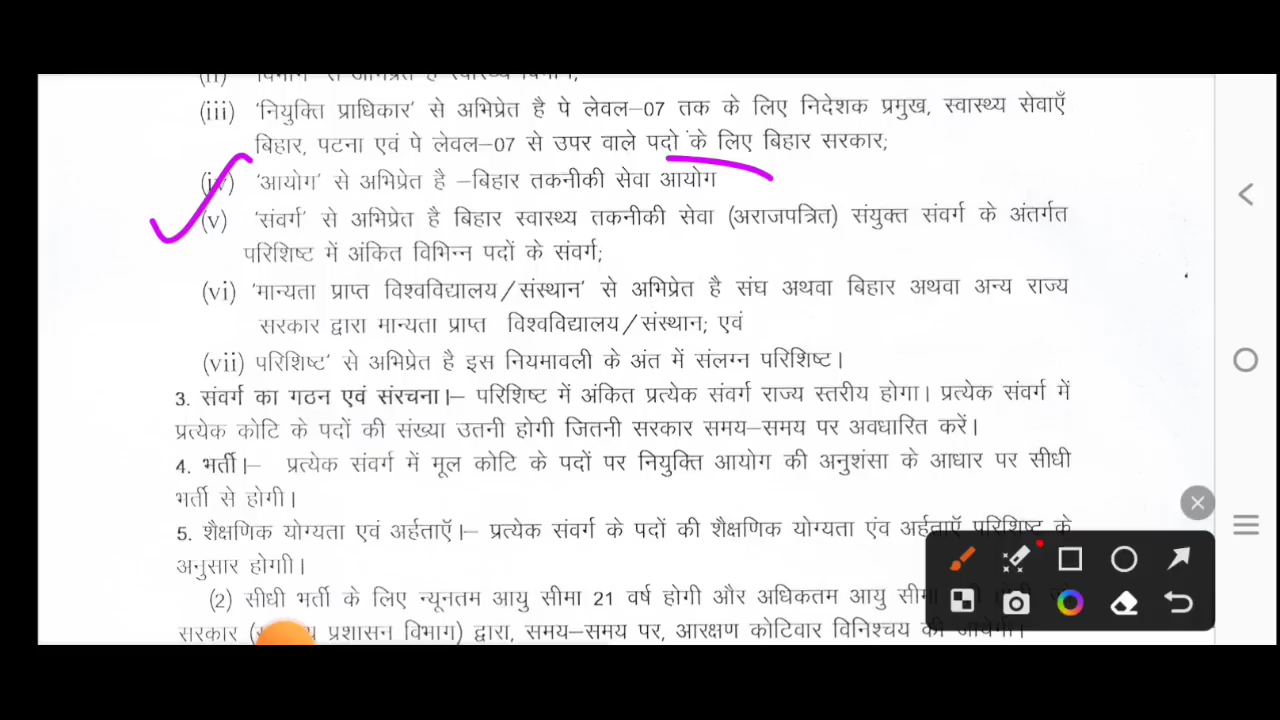 (ii) 'विभाग' से अभिप्रेत है स्वास्थ्य विभाग;
(iii) 'नियुक्ति प्राधिकार' से अभिप्रेत है पे लेवल–07 तक के लिए निदेशक प्रमुख, स्वास्थ्य सेवाएँ
बिहार, पटना एवं पे लेवल–07 से उपर वाले पदो के लिए बिहार सरकार;
(iv) 'आयोग' से अभिप्रेत है –बिहार तकनीकी सेवा आयोग
(v) 'संवर्ग' से अभिप्रेत है बिहार स्वास्थ्य तकनीकी सेवा (अराजपत्रित) संयुक्त संवर्ग के अंतर्गत
परिशिष्ट में अंकित विभिन्न पदों के संवर्ग;
(vi) 'मान्यता प्राप्त विश्वविद्यालय/संस्थान' से अभिप्रेत है संघ अथवा बिहार अथवा अन्य राज्य
सरकार द्वारा मान्यता प्राप्त विश्वविद्यालय/संस्थान; एवं
(vii) परिशिष्ट' से अभिप्रेत है इस नियमावली के अंत में संलग्न परिशिष्ट।
3. संवर्ग का गठन एवं संरचना।– परिशिष्ट में अंकित प्रत्येक संवर्ग राज्य स्तरीय होगा। प्रत्येक संवर्ग में
प्रत्येक कोटि के पदों की संख्या उतनी होगी जितनी सरकार समय–समय पर अवधारित करें।
4. भर्ती।– प्रत्येक संवर्ग में मूल कोटि के पदों पर नियुक्ति आयोग की अनुशंसा के आधार पर सीधी
भर्ती से होगी।
5. शैक्षणिक योग्यता एवं अर्हताऍ।– प्रत्येक संवर्ग के पदों की शैक्षणिक योग्यता एंव अर्हताऍ परिशिष्ट के
अनुसार होगाी।
(2) सीधी भर्ती के लिए न्यूनतम आयु सीमा 21 वर्ष होगी और अधिकतम आयु सीमा
सरकार प्रशासन विभाग) द्वारा, समय–समय पर, आरक्षण कोटिवार विनिश्चय की जायेगी।